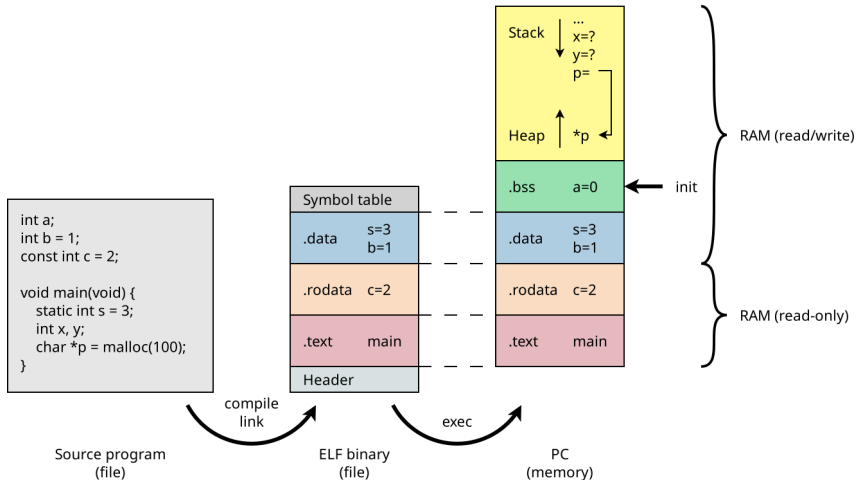 int a;
int b = 1;
const int c = 2;
void main(void) {
static int s = 3;
int x, y;
char *p = malloc(100);
}
Source program
(file)
compile
link
Symbol table
.data
s=3
b=1
.rodata
c=2
.text
main
Header
ELF binary
(file)
exec
Stack
...
x=?
y=?
p=
Heap
*p
.bss
a=0
init
.data
s=3
b=1
.rodata
c=2
.text
main
PC
(memory)
RAM (read/write)
RAM (read-only)